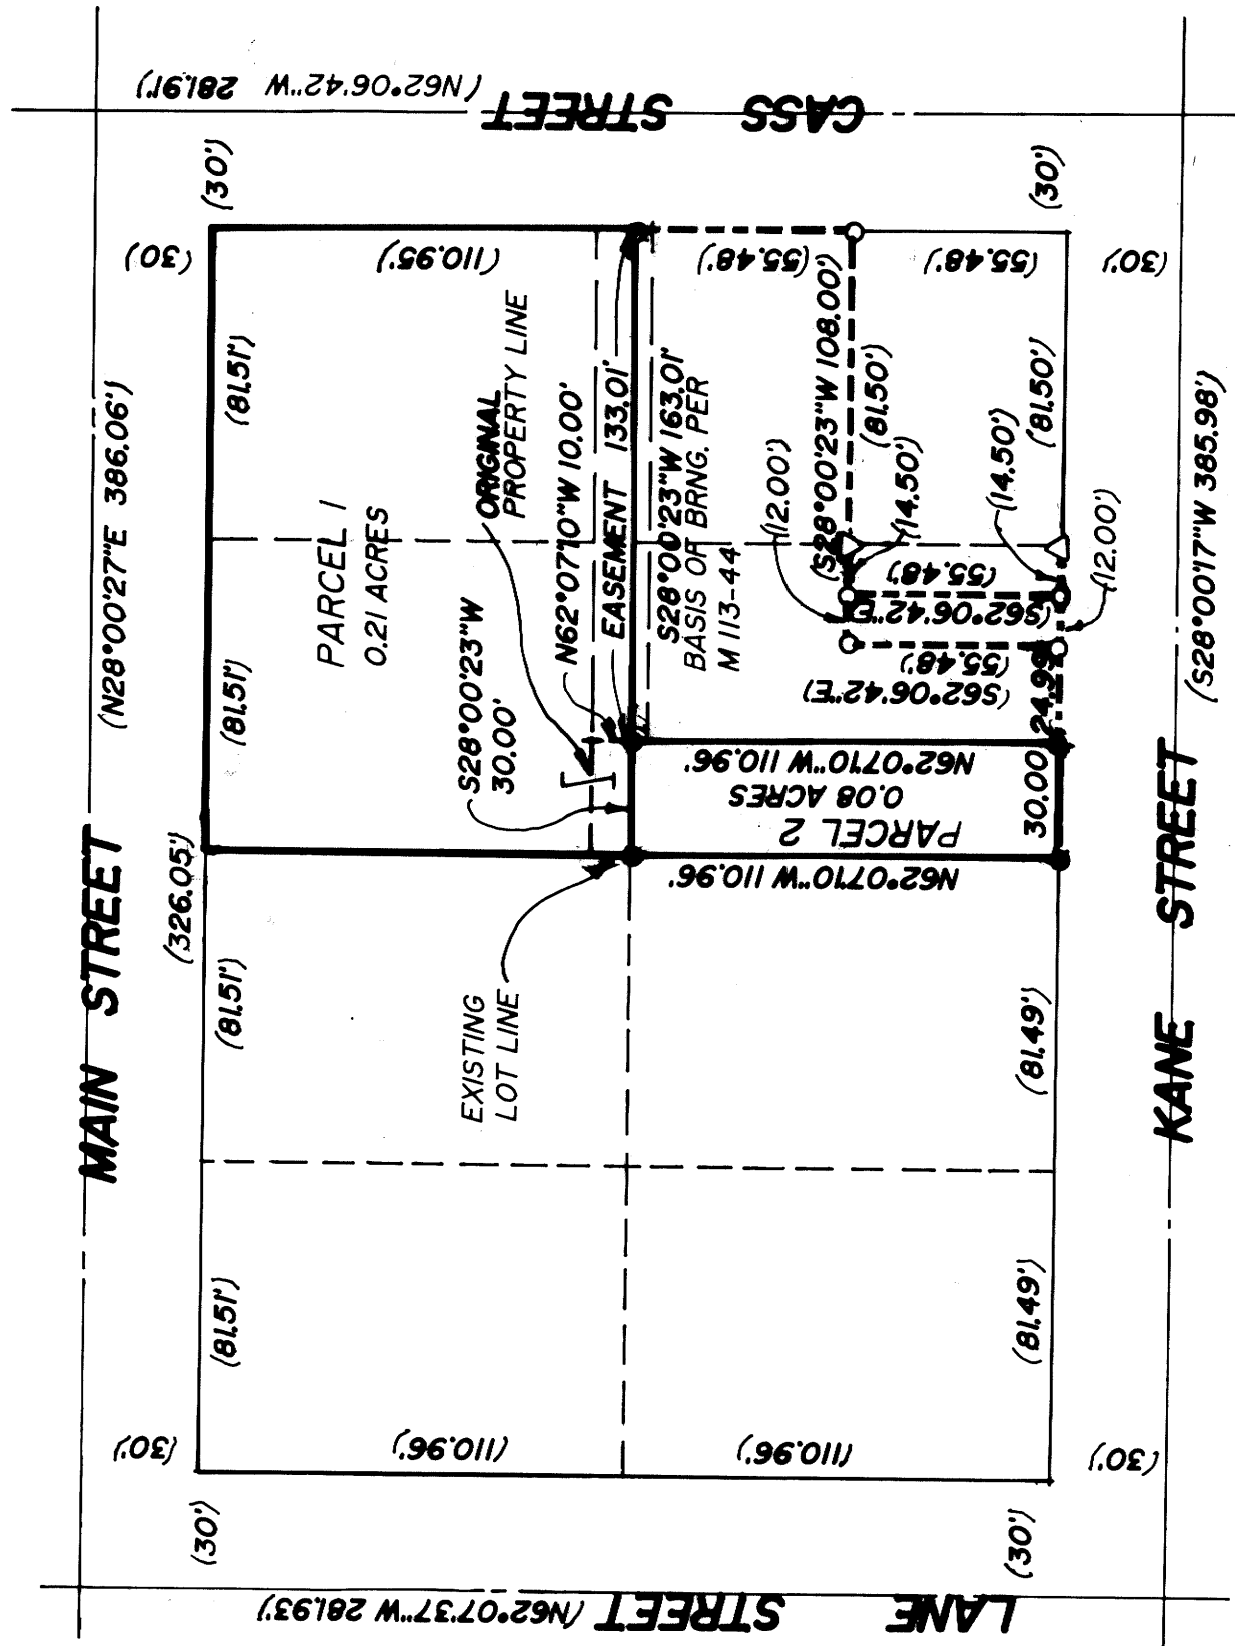 (N62°06'42"W 281.91')
CASS STREET
(30')
(30')
(30')
(30')
(110.95')
(55.48')
(55.48')
MAIN STREET
(N28°00'27"E 386.06')
(326.05')
(81.51')
(81.51')
(81.51')
(81.51')
PARCEL 1
0.21 ACRES
ORIGINAL
PROPERTY LINE
N62°07'10"W 10.00'
EASEMENT 133.01'
S28°00'23"W
30.00'
S28°00'23"W 163.01'
BASIS OF BRNG. PER
M 113-44
(S28°00'23"W 108.00')
(81.50')
(12.00')
(14.50')
(14.50')
(12.00')
(81.50')
(55.48')
(S62°06'42"E)
(55.48')
(S62°06'42"E)
24.99
30.00
N62°07'10"W 110.96'
0.08 ACRES
PARCEL 2
N62°07'10"W 110.96'
EXISTING
LOT LINE
(81.49')
(81.49')
KANE STREET
(S28°00'17"W 385.98')
(110.96')
(110.96')
(30')
(30')
(30')
(30')
LANE STREET (N62°07'37"W 281.93')